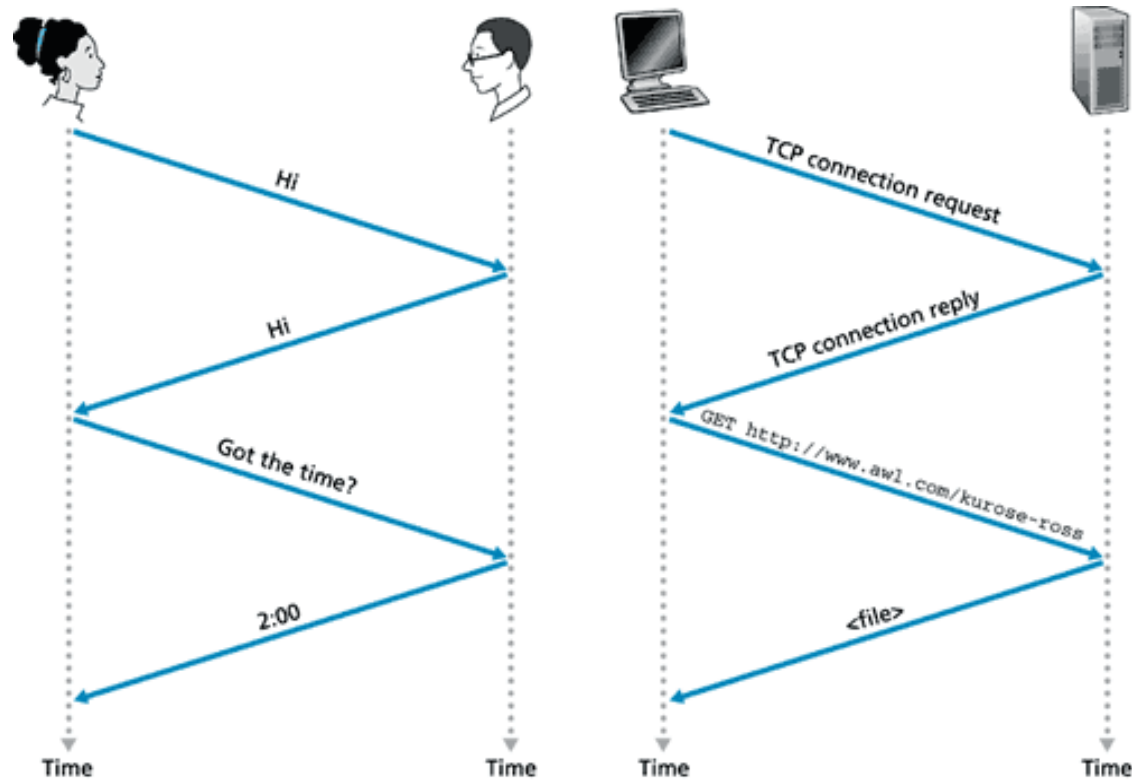 Hi
Hi
Got the time?
2:00
Time
Time
TCP connection request
TCP connection reply
GET http://www.awl.com/kurose-ross
<file>
Time
Time